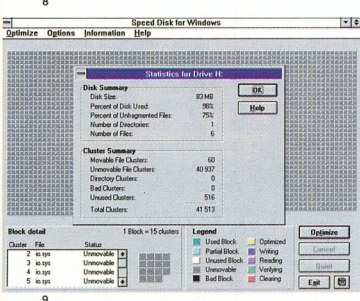 8
Speed Disk for Windows
Optimize Options Information Help
Statistics for Drive H:
Disk Summary
Disk Size: 83 MB
Percent of Disk Used: 98%
Percent of Unfragmented Files: 75%
Number of Directories: 1
Number of Files: 6
OK
Help
Cluster Summary
Movable File Clusters: 60
Unmovable File Clusters: 40 937
Directory Clusters: 0
Bad Clusters: 0
Unused Clusters: 516
Total Clusters: 41 513
Block detail 1 Block = 15 clusters
Cluster File Status
2 io.sys Unmovable
3 io.sys Unmovable
4 io.sys Unmovable
5 io.sys Unmovable
Legend
Used Block Optimized
Partial Block Writing
Unused Block Reading
Unmovable Verifying
Bad Block Clearing
Optimize
Cancel
Quiet
Exit
9